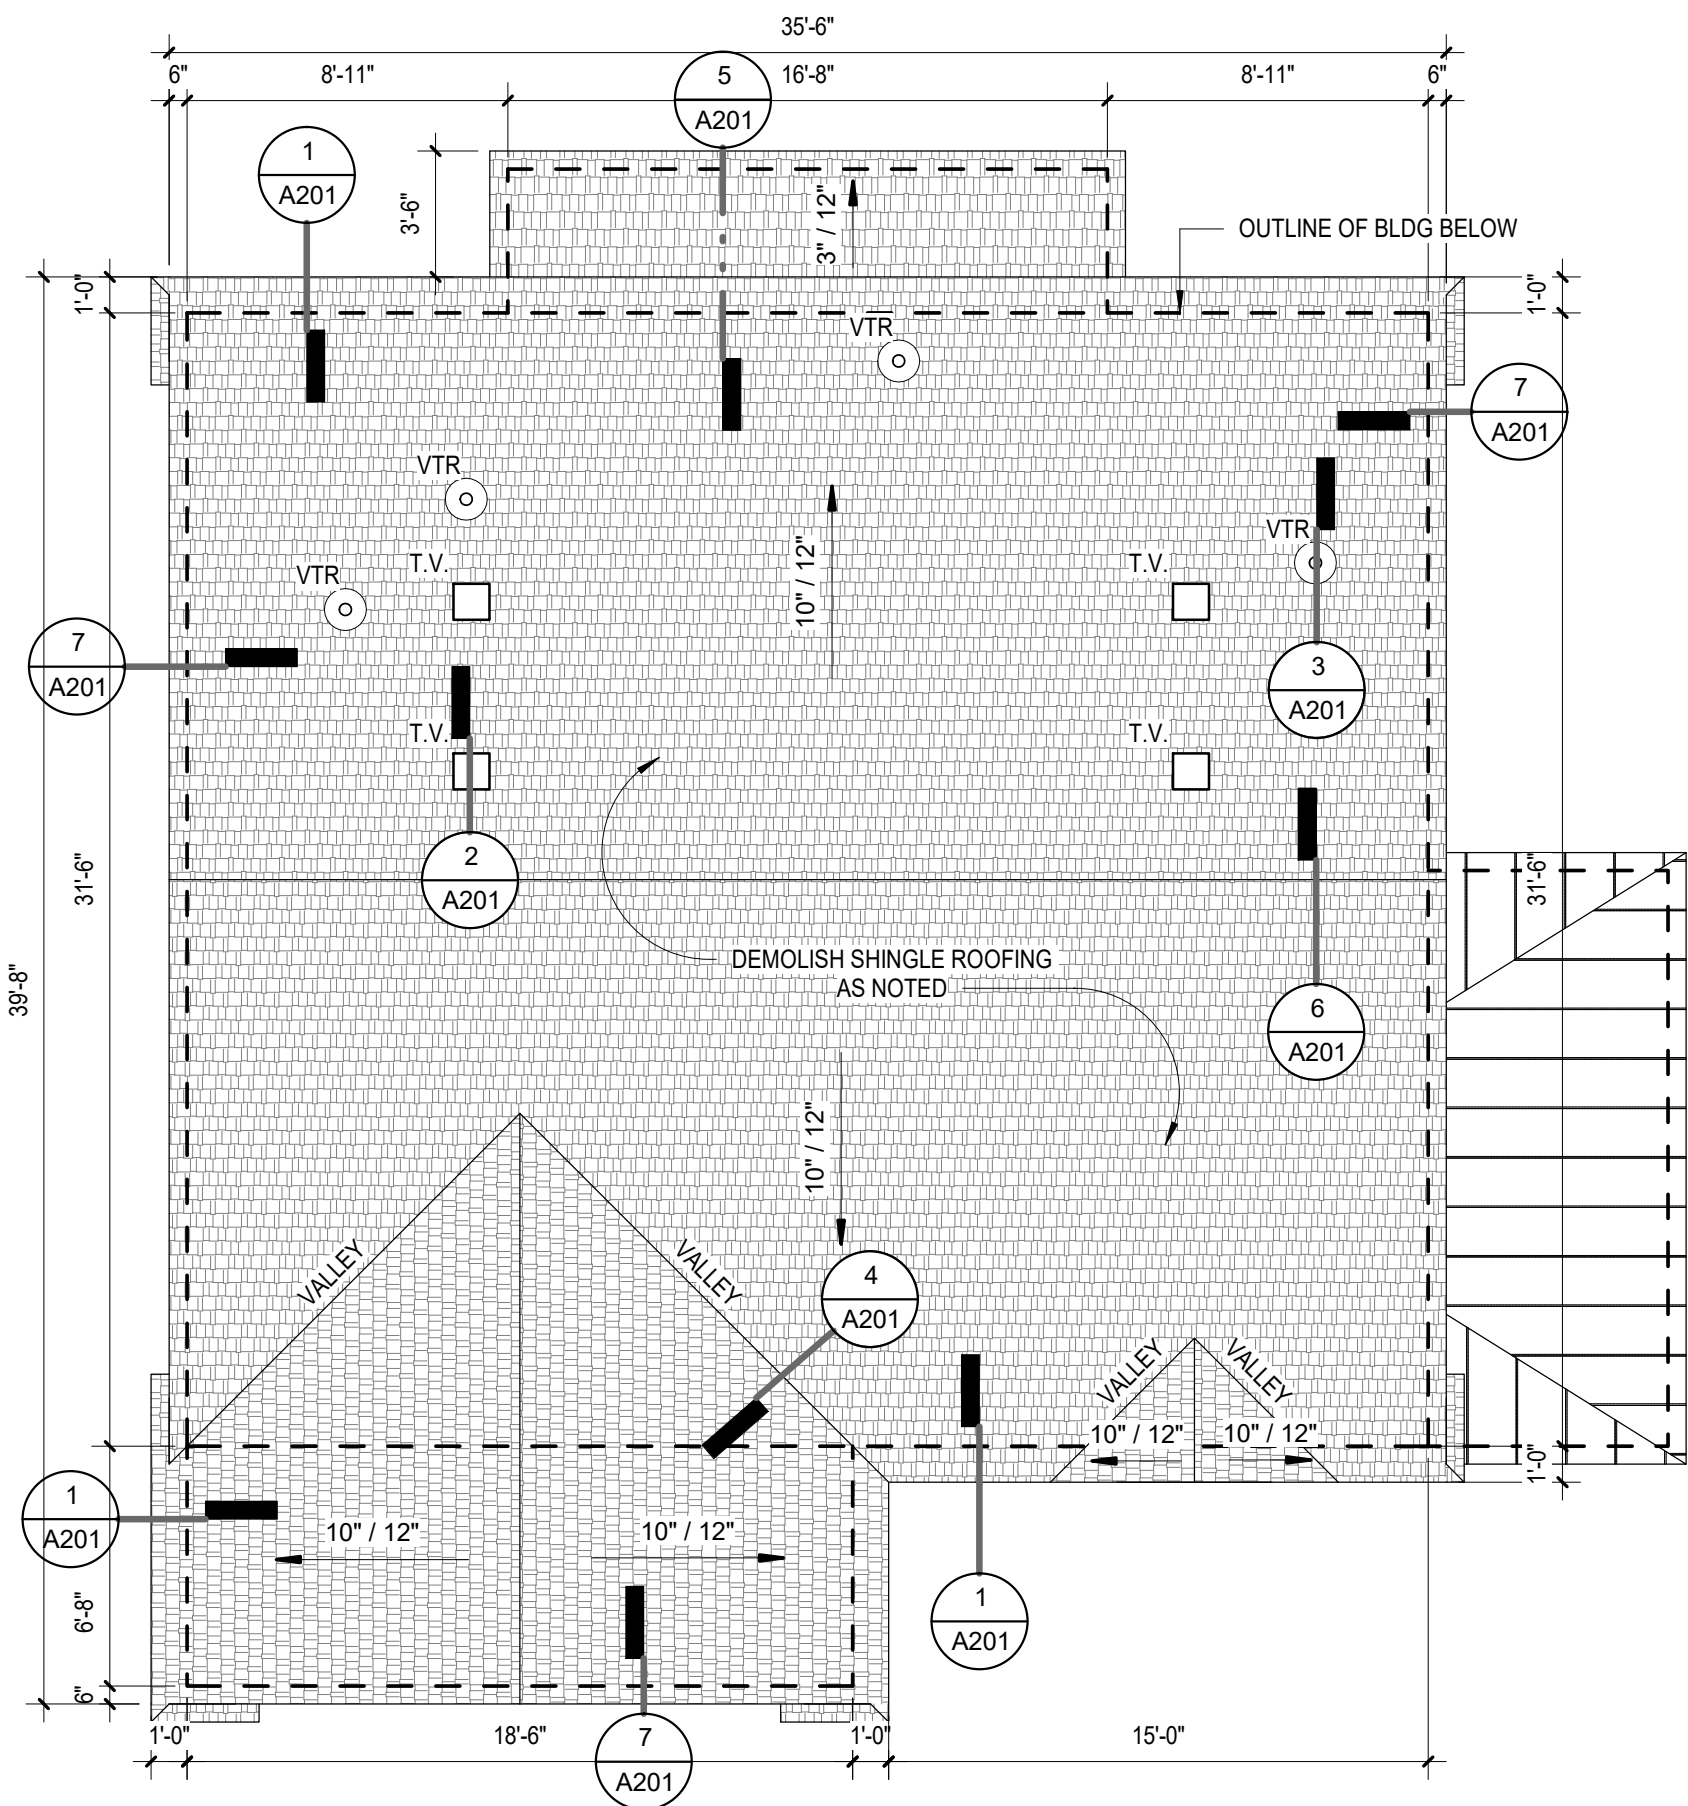 35'-6"
6"
8'-11"
16'-8"
8'-11"
6"
5
A201
1
A201
3'-6"
3" / 12"
OUTLINE OF BLDG BELOW
1'-0"
1'-0"
VTR
7
A201
VTR
VTR
T.V.
T.V.
VTR
10" / 12"
7
A201
3
A201
T.V.
T.V.
2
A201
31'-6"
31'-6"
39'-8"
DEMOLISH SHINGLE ROOFING
AS NOTED
6
A201
10" / 12"
VALLEY
VALLEY
4
A201
VALLEY
VALLEY
10" / 12"
10" / 12"
1'-0"
1
A201
10" / 12"
10" / 12"
6'-8"
1
A201
6"
1'-0"
18'-6"
7
A201
1'-0"
15'-0"